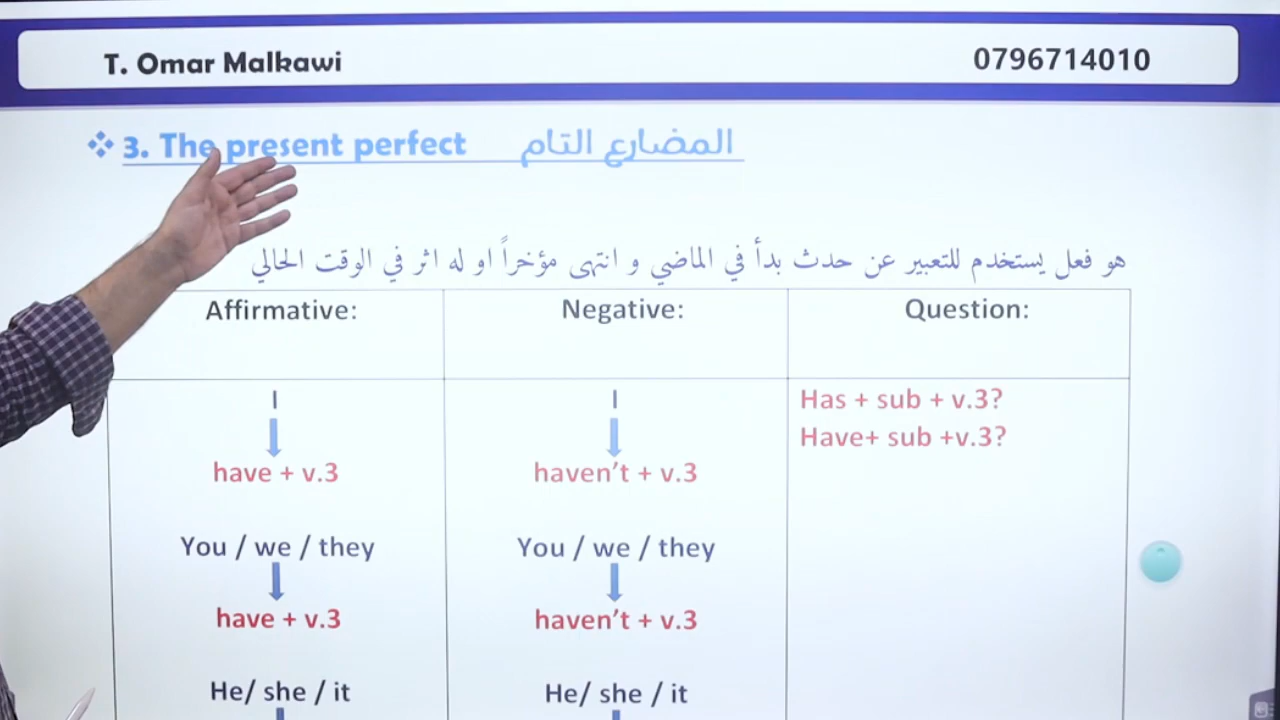 T. Omar Malkawi 0796714010
3. The present perfect المضارع التام
هو فعل يستخدم للتعبير عن حدث بدأ في الماضي و انتهى مؤخراً او له اثر في الوقت الحالي
Affirmative: Negative: Question:
I I Has + sub + v.3?
Have+ sub +v.3?
have + v.3 haven't + v.3
You / we / they You / we / they
have + v.3 haven't + v.3
He/ she / it He/ she / it